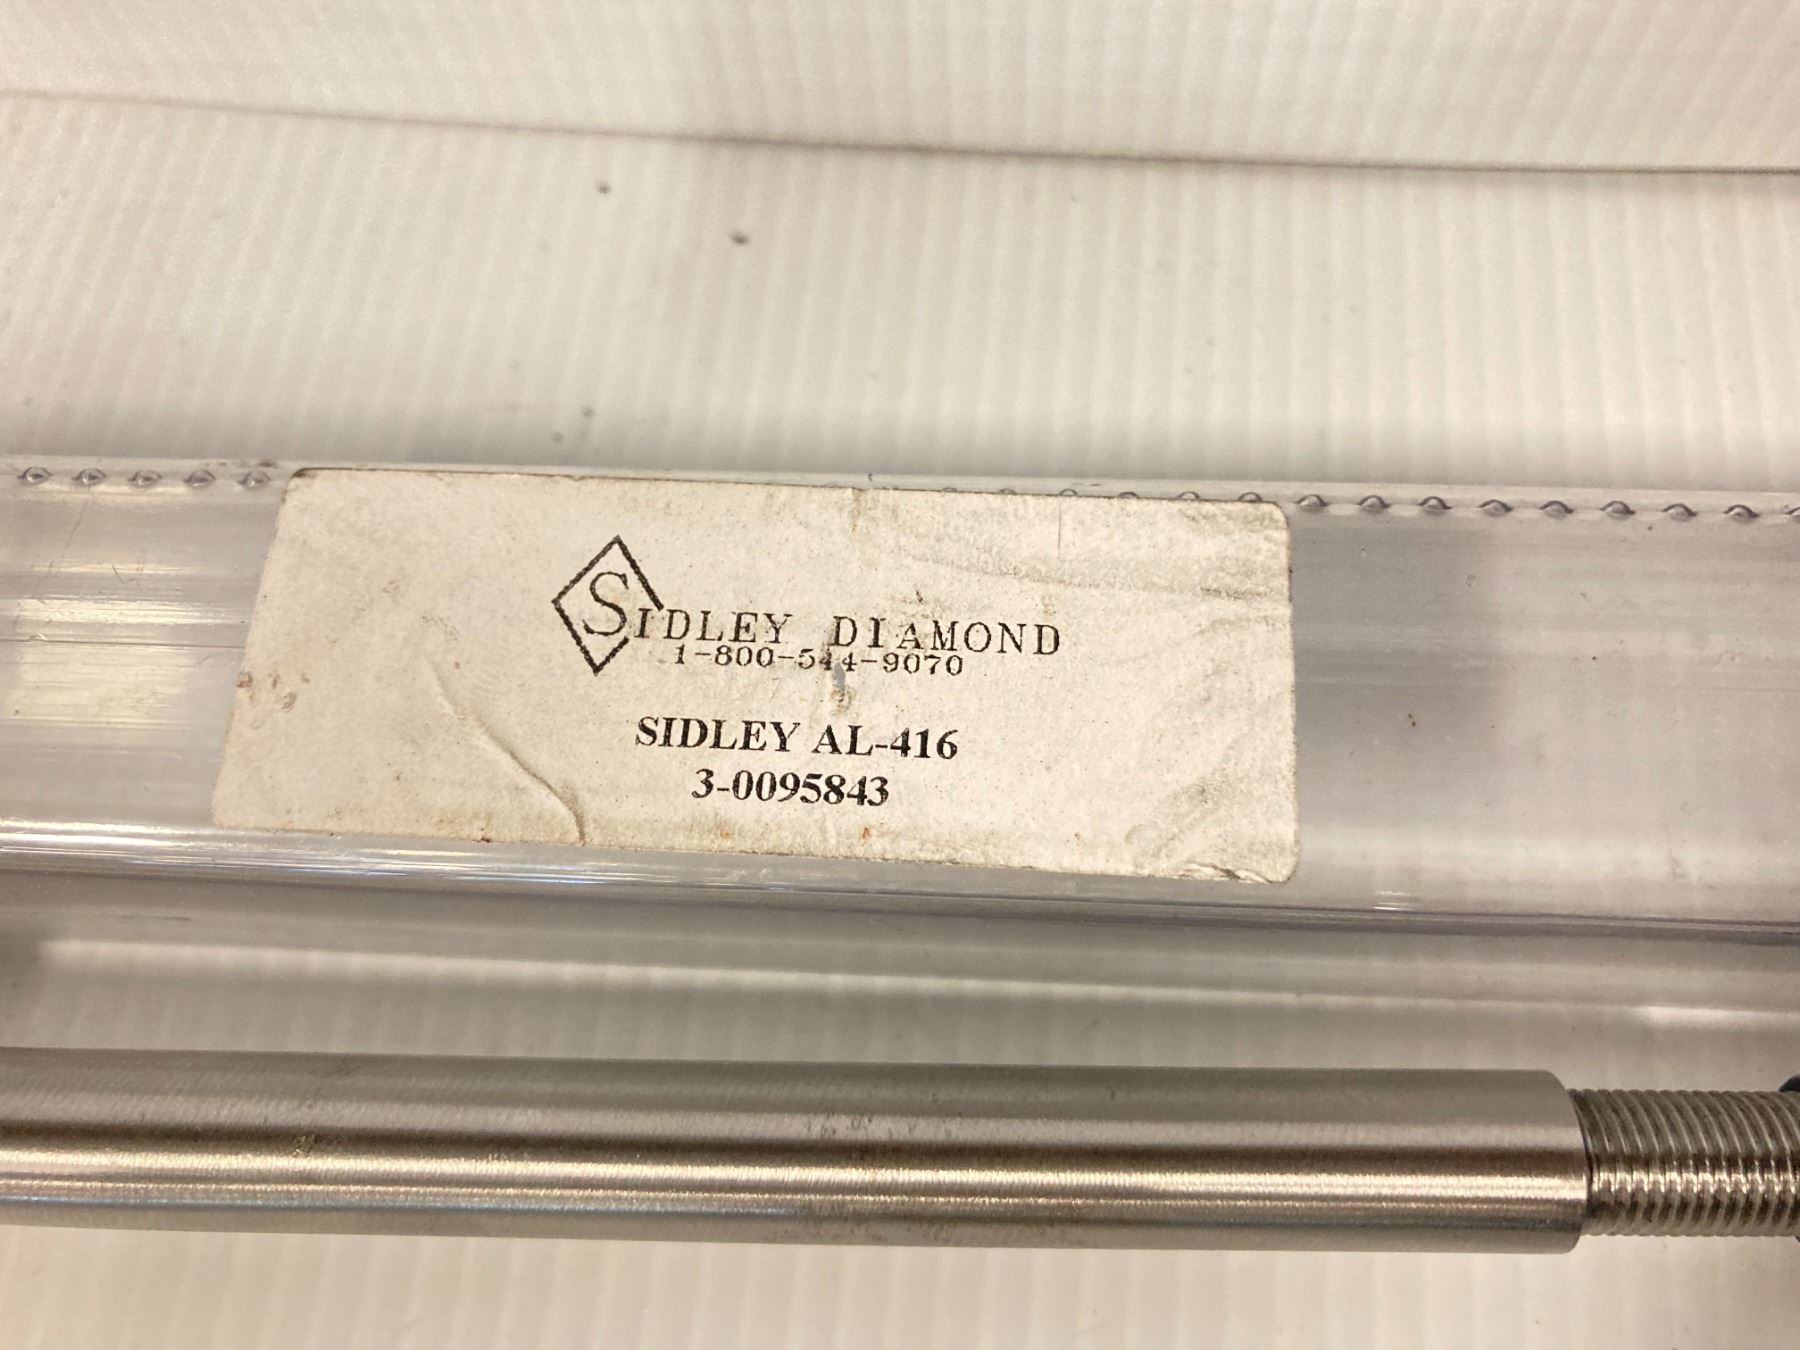 SIDLEY DIAMOND
1-800-544-9070
SIDLEY AL-416
3-0095843